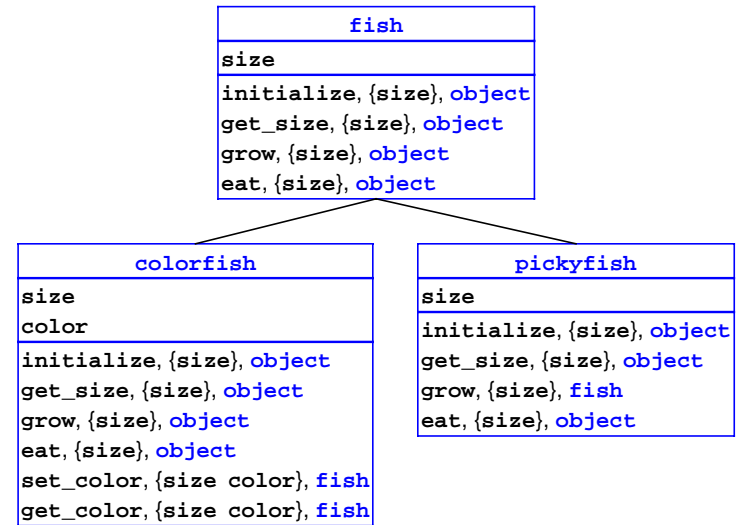 fish
size
initialize, {size}, object
get_size, {size}, object
grow, {size}, object
eat, {size}, object
colorfish
size
color
initialize, {size}, object
get_size, {size}, object
grow, {size}, object
eat, {size}, object
set_color, {size color}, fish
get_color, {size color}, fish
pickyfish
size
initialize, {size}, object
get_size, {size}, object
grow, {size}, fish
eat, {size}, object